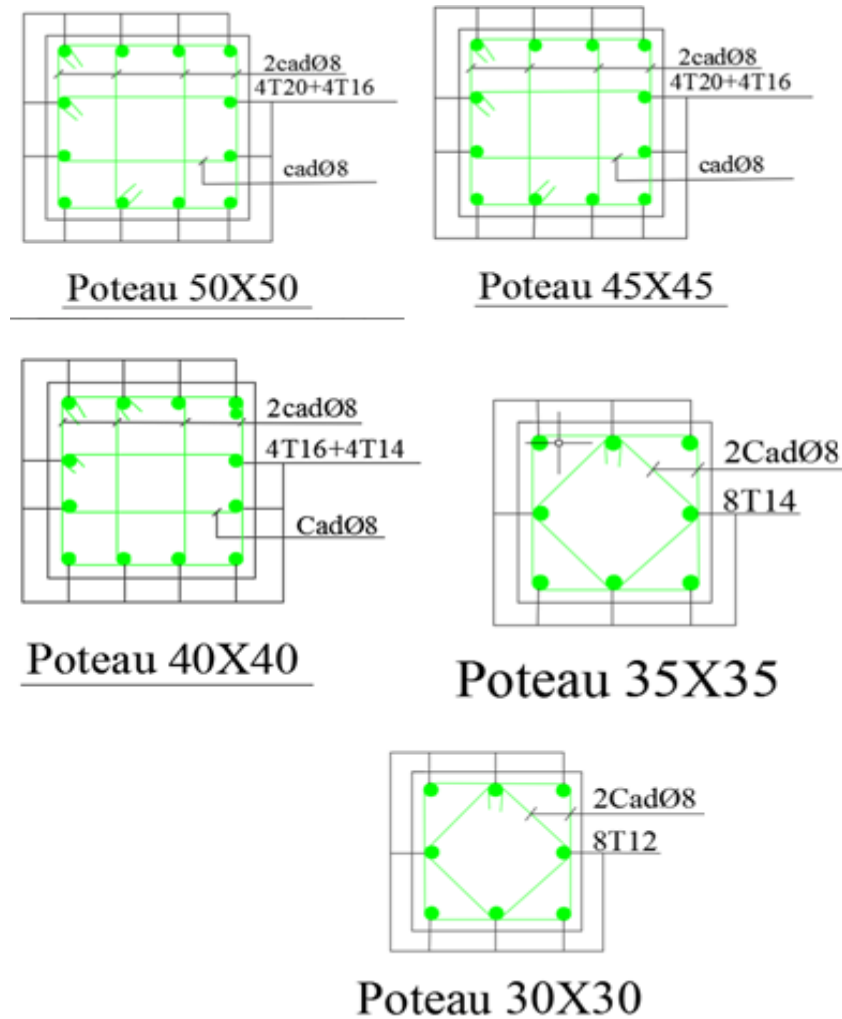 2cadØ8
4T20+4T16
cadØ8
Poteau 50X50
2cadØ8
4T20+4T16
cadØ8
Poteau 45X45
2cadØ8
4T16+4T14
CadØ8
Poteau 40X40
2CadØ8
8T14
Poteau 35X35
2CadØ8
8T12
Poteau 30X30